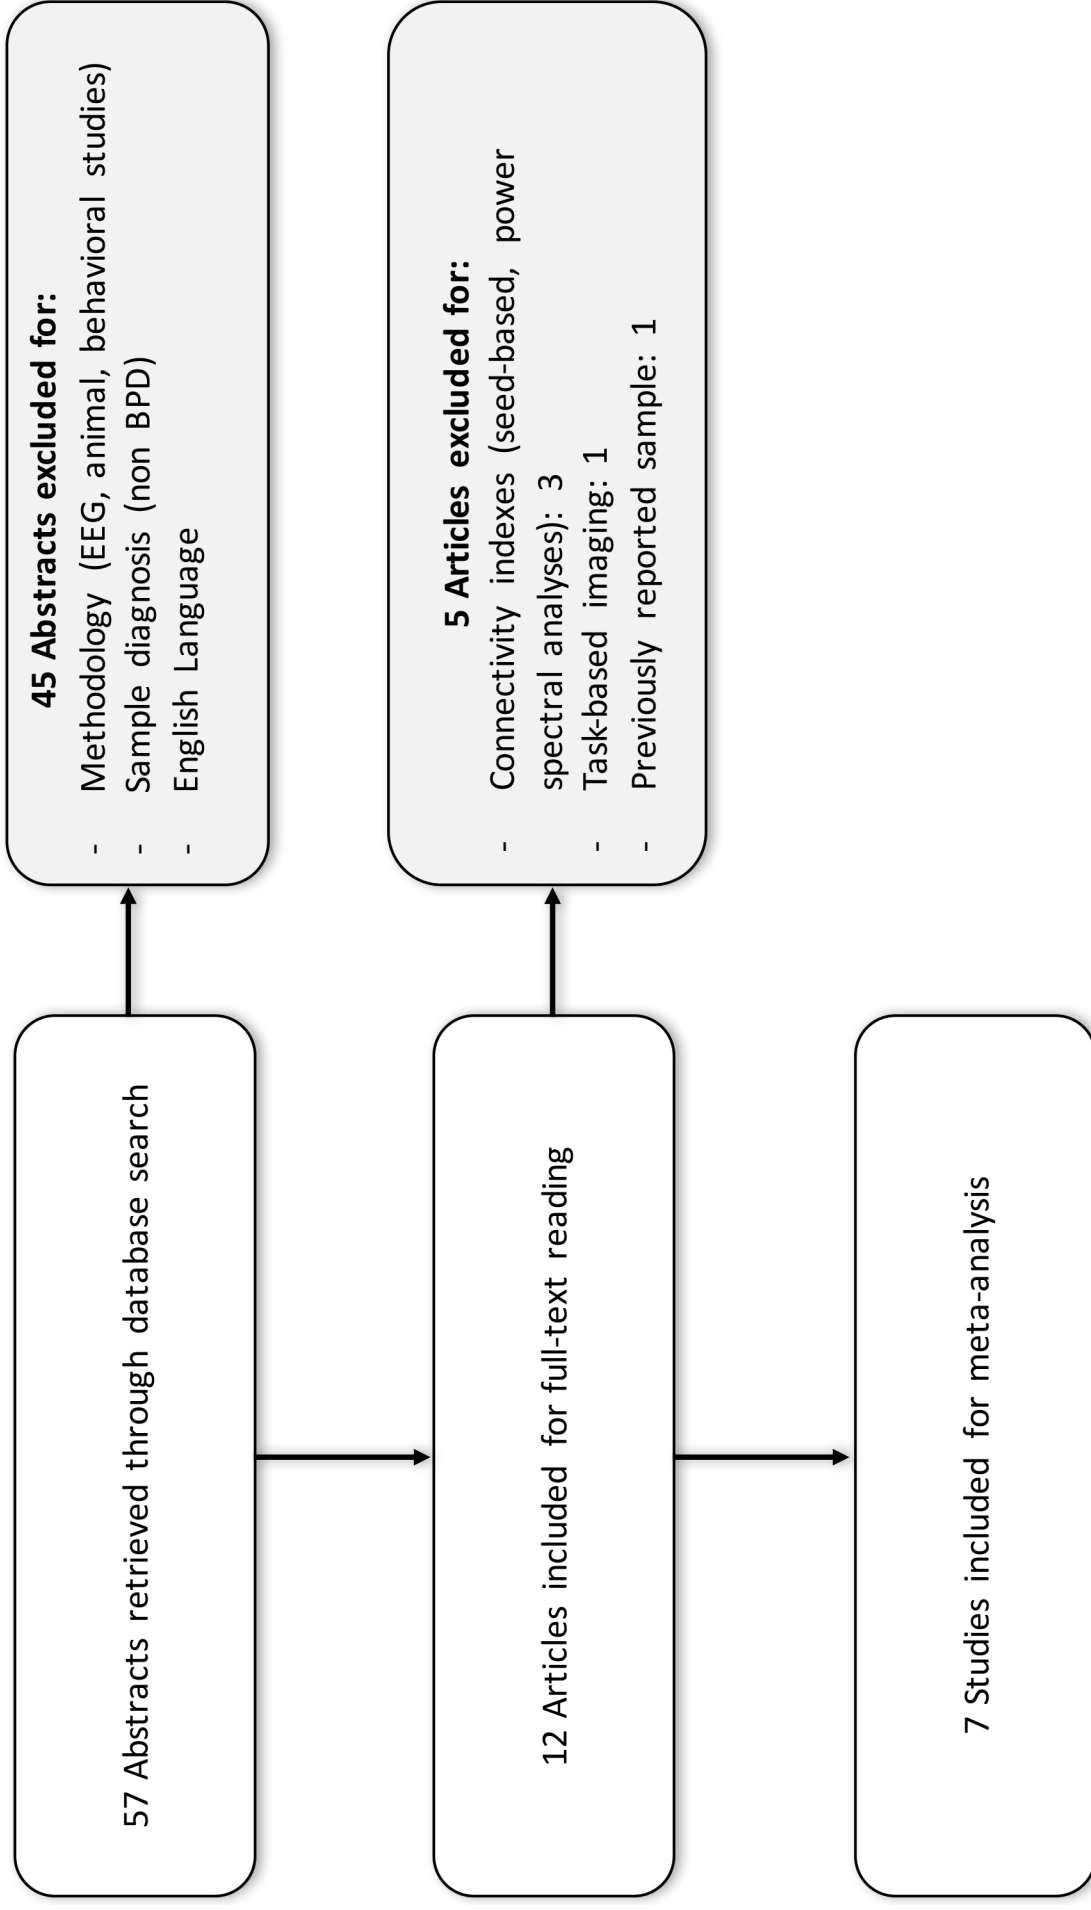 57 Abstracts retrieved through database search
45 Abstracts excluded for:
- Methodology (EEG, animal, behavioral studies)
- Sample diagnosis (non BPD)
- English Language
12 Articles included for full-text reading
5 Articles excluded for:
- Connectivity indexes (seed-based, power
spectral analyses): 3
- Task-based imaging: 1
- Previously reported sample: 1
7 Studies included for meta-analysis